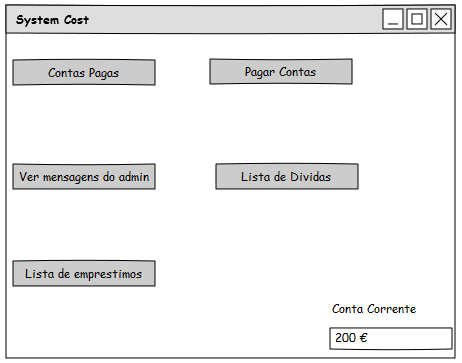 System Cost
Contas Pagas
Pagar Contas
Ver mensagens do admin
Lista de Dividas
Lista de emprestimos
Conta Corrente
200 €